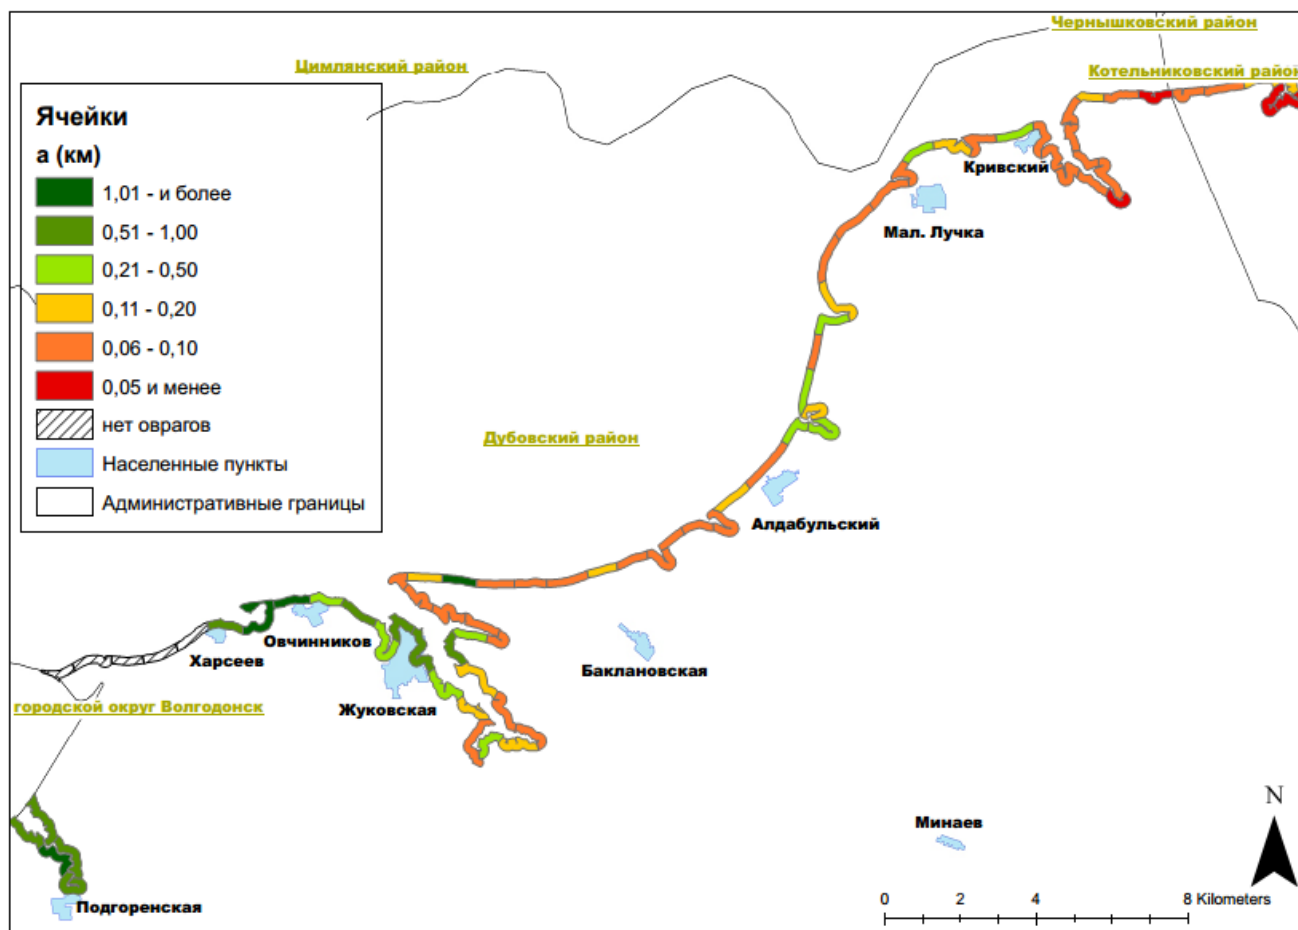 Чернышковский район
Цимлянский район
Котельниковский район
Ячейки
а (км)
1,01 - и более
0,51 - 1,00
0,21 - 0,50
0,11 - 0,20
0,06 - 0,10
0,05 и менее
нет оврагов
Населенные пункты
Административные границы
Кривский
Мал. Лучка
Дубовский район
Алдабульский
Овчинников
Харсеев
Баклановская
городской округ Волгодонск
Жуковская
Минаев
Подгоренская
N
0 2 4 8 Kilometers